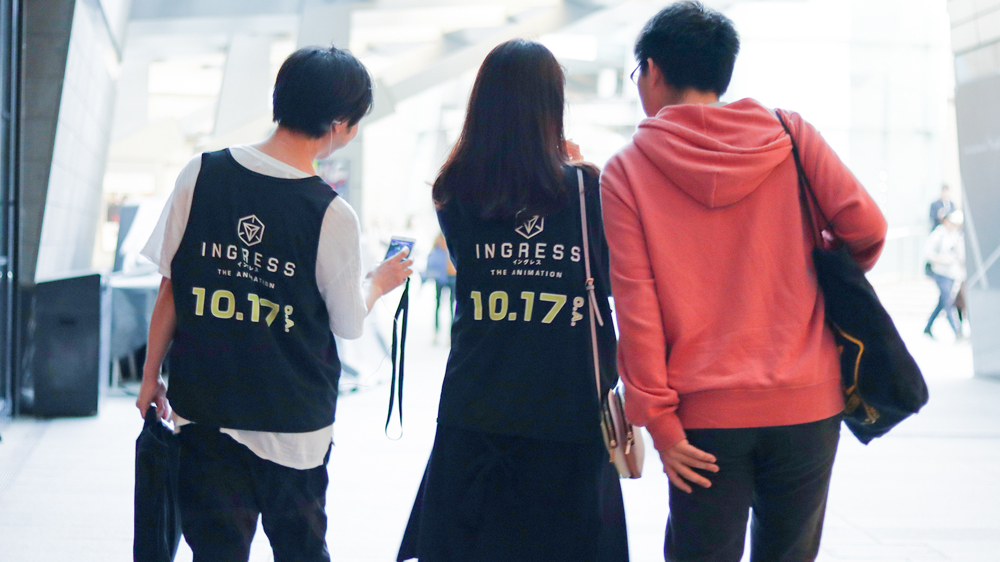 INGRESS
イングレス
THE ANIMATION
10.17 O.A.
INGRESS
イングレス
THE ANIMATION
10.17 O.A.